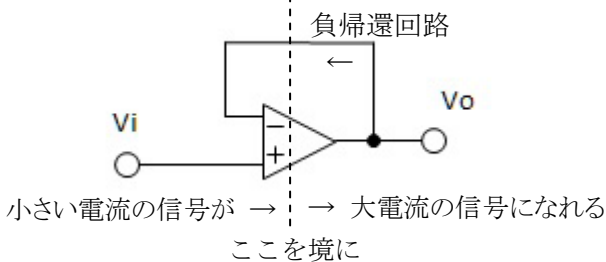 負帰還回路
←
Vo
Vi
−
+
小さい電流の信号が → → 大電流の信号になれる
ここを境に